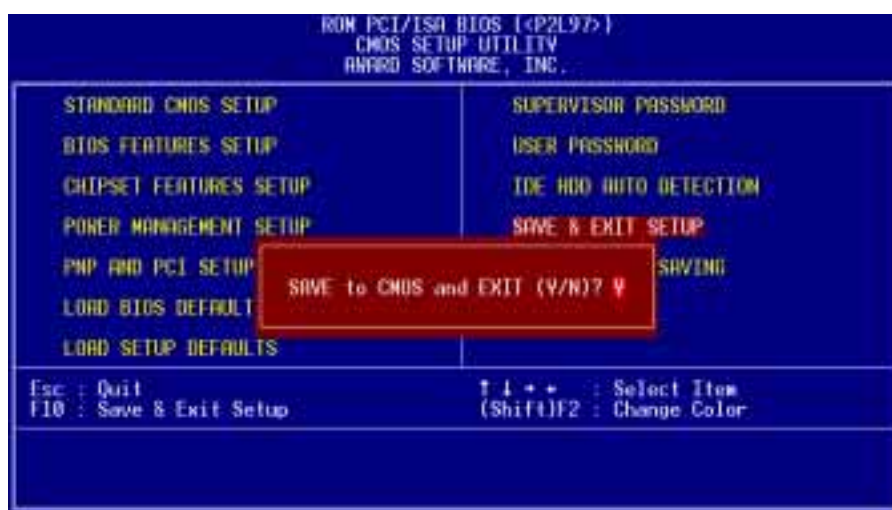 ROM PCI/ISA BIOS (<P2L97>)
CMOS SETUP UTILITY
AWARD SOFTWARE, INC.
STANDARD CMOS SETUP
BIOS FEATURES SETUP
CHIPSET FEATURES SETUP
POWER MANAGEMENT SETUP
PNP AND PCI SETUP
LOAD BIOS DEFAULT
LOAD SETUP DEFAULTS
SUPERVISOR PASSWORD
USER PASSWORD
IDE HDD AUTO DETECTION
SAVE & EXIT SETUP
SAVING
SAVE to CMOS and EXIT (Y/N)? Y
Esc : Quit
F10 : Save & Exit Setup
↑ ↓ → ← : Select Item
(Shift)F2 : Change Color